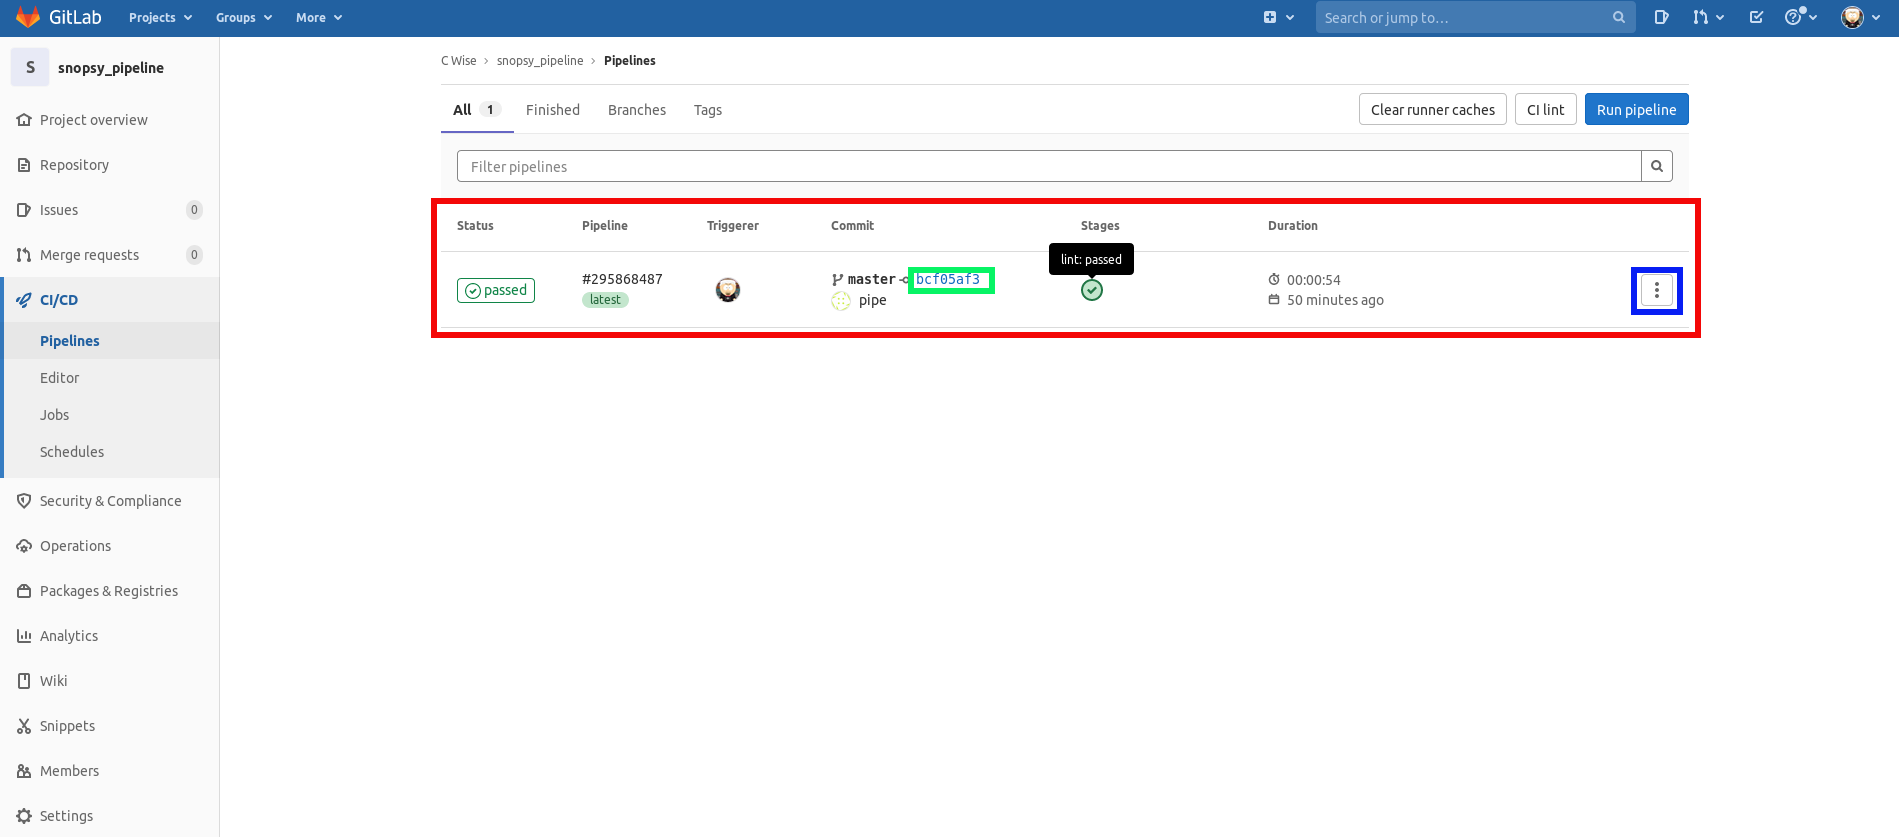 GitLab Projects Groups More Search or jump to...
S snopsy_pipeline
Project overview
Repository
Issues 0
Merge requests 0
CI/CD
Pipelines
Editor
Jobs
Schedules
Security & Compliance
Operations
Packages & Registries
Analytics
Wiki
Snippets
Members
Settings
C Wise › snopsy_pipeline › Pipelines
All 1 Finished Branches Tags Clear runner caches CI lint Run pipeline
Filter pipelines
Status Pipeline Triggerer Commit Stages Duration
lint: passed
passed #295868487 master bcf05af3 00:00:54
latest pipe 50 minutes ago